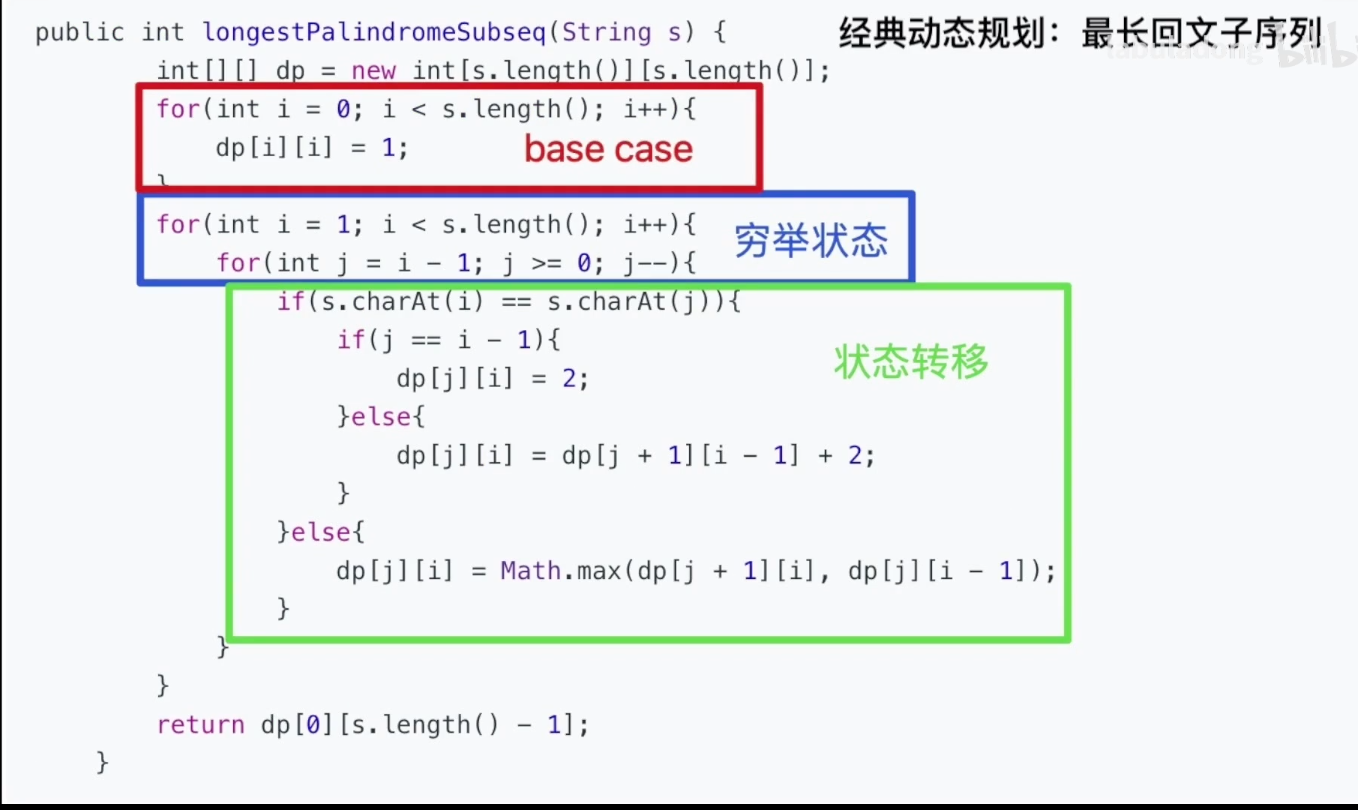 public int longestPalindromeSubseq(String s) {
经典动态规划：最长回文子序列
int[][] dp = new int[s.length()][s.length()];
for(int i = 0; i < s.length(); i++){
dp[i][i] = 1;
base case
}
for(int i = 1; i < s.length(); i++){
for(int j = i - 1; j >= 0; j--){
穷举状态
if(s.charAt(i) == s.charAt(j)){
if(j == i - 1){
dp[j][i] = 2;
状态转移
}else{
dp[j][i] = dp[j + 1][i - 1] + 2;
}
}else{
dp[j][i] = Math.max(dp[j + 1][i], dp[j][i - 1]);
}
}
}
return dp[0][s.length() - 1];
}